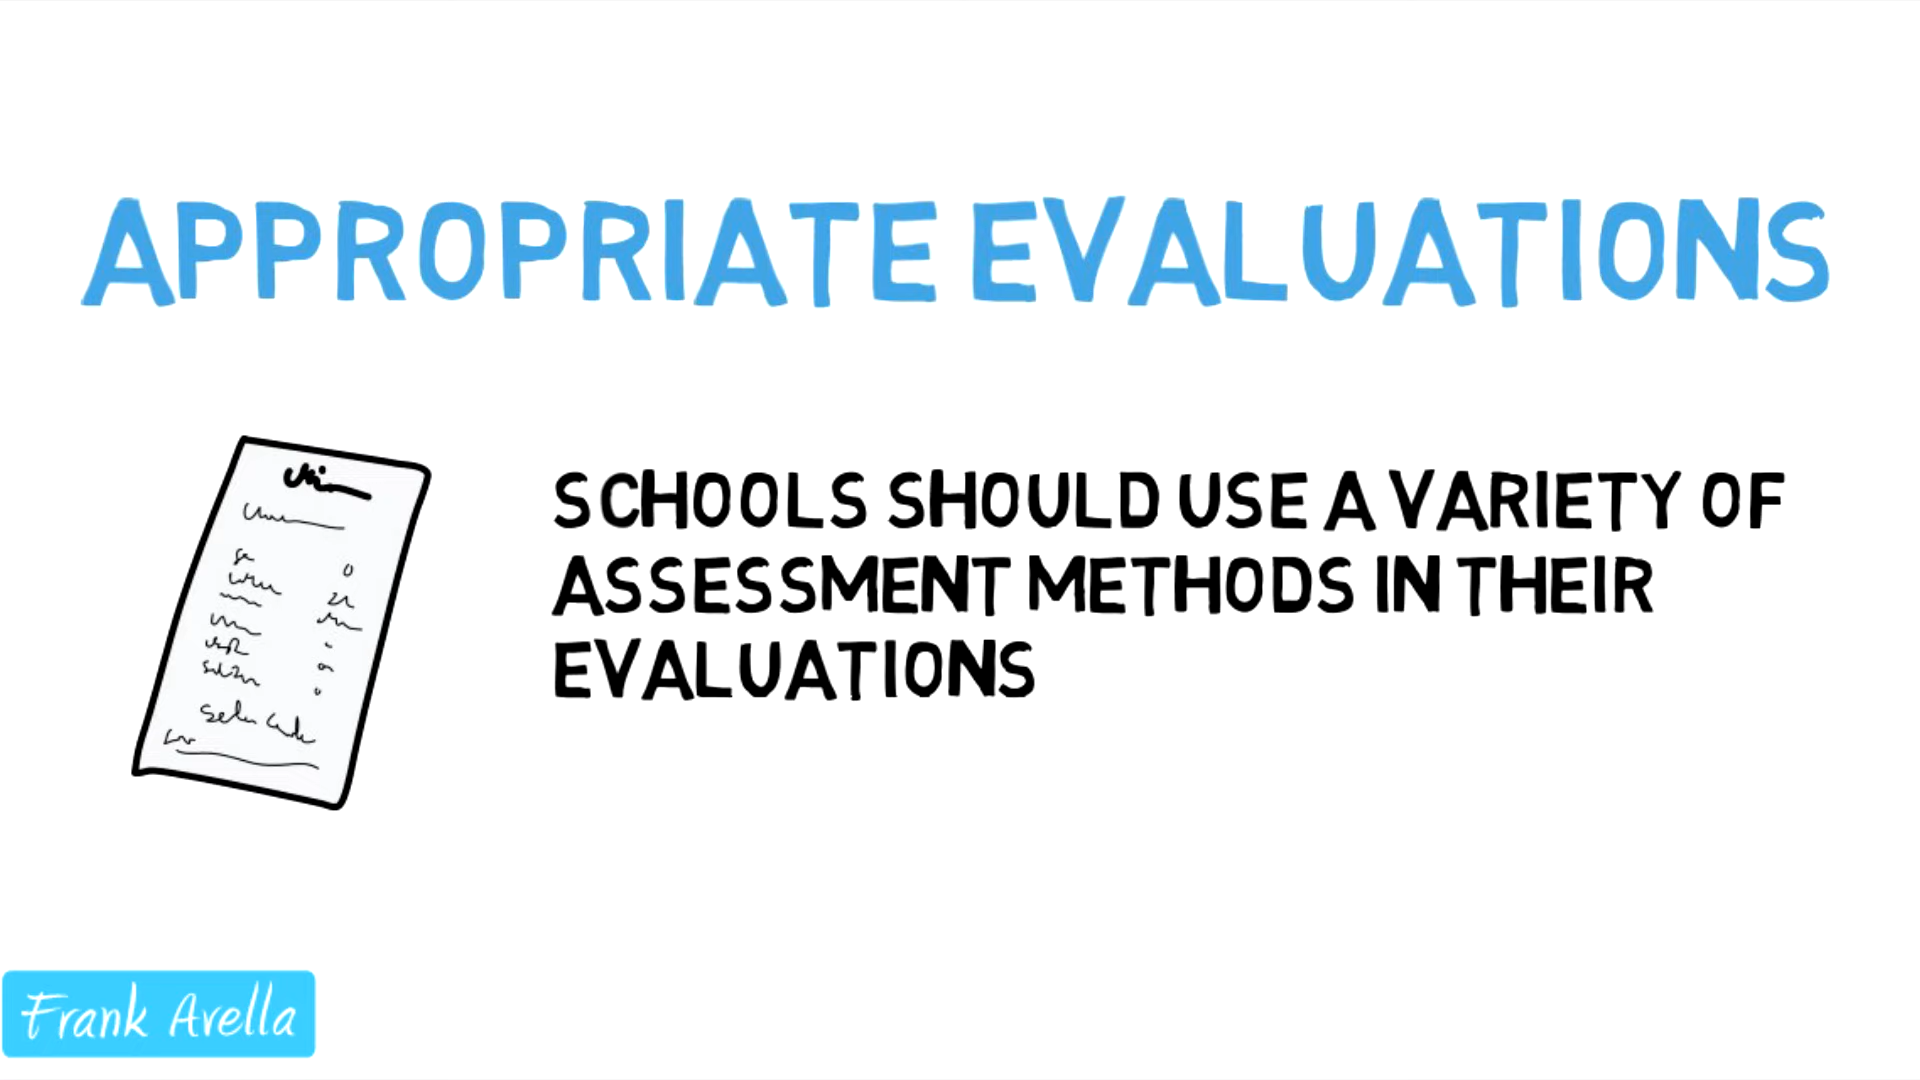 APPROPRIATE EVALUATIONS
SCHOOLS SHOULD USE A VARIETY OF
ASSESSMENT METHODS IN THEIR
EVALUATIONS
Frank Avella